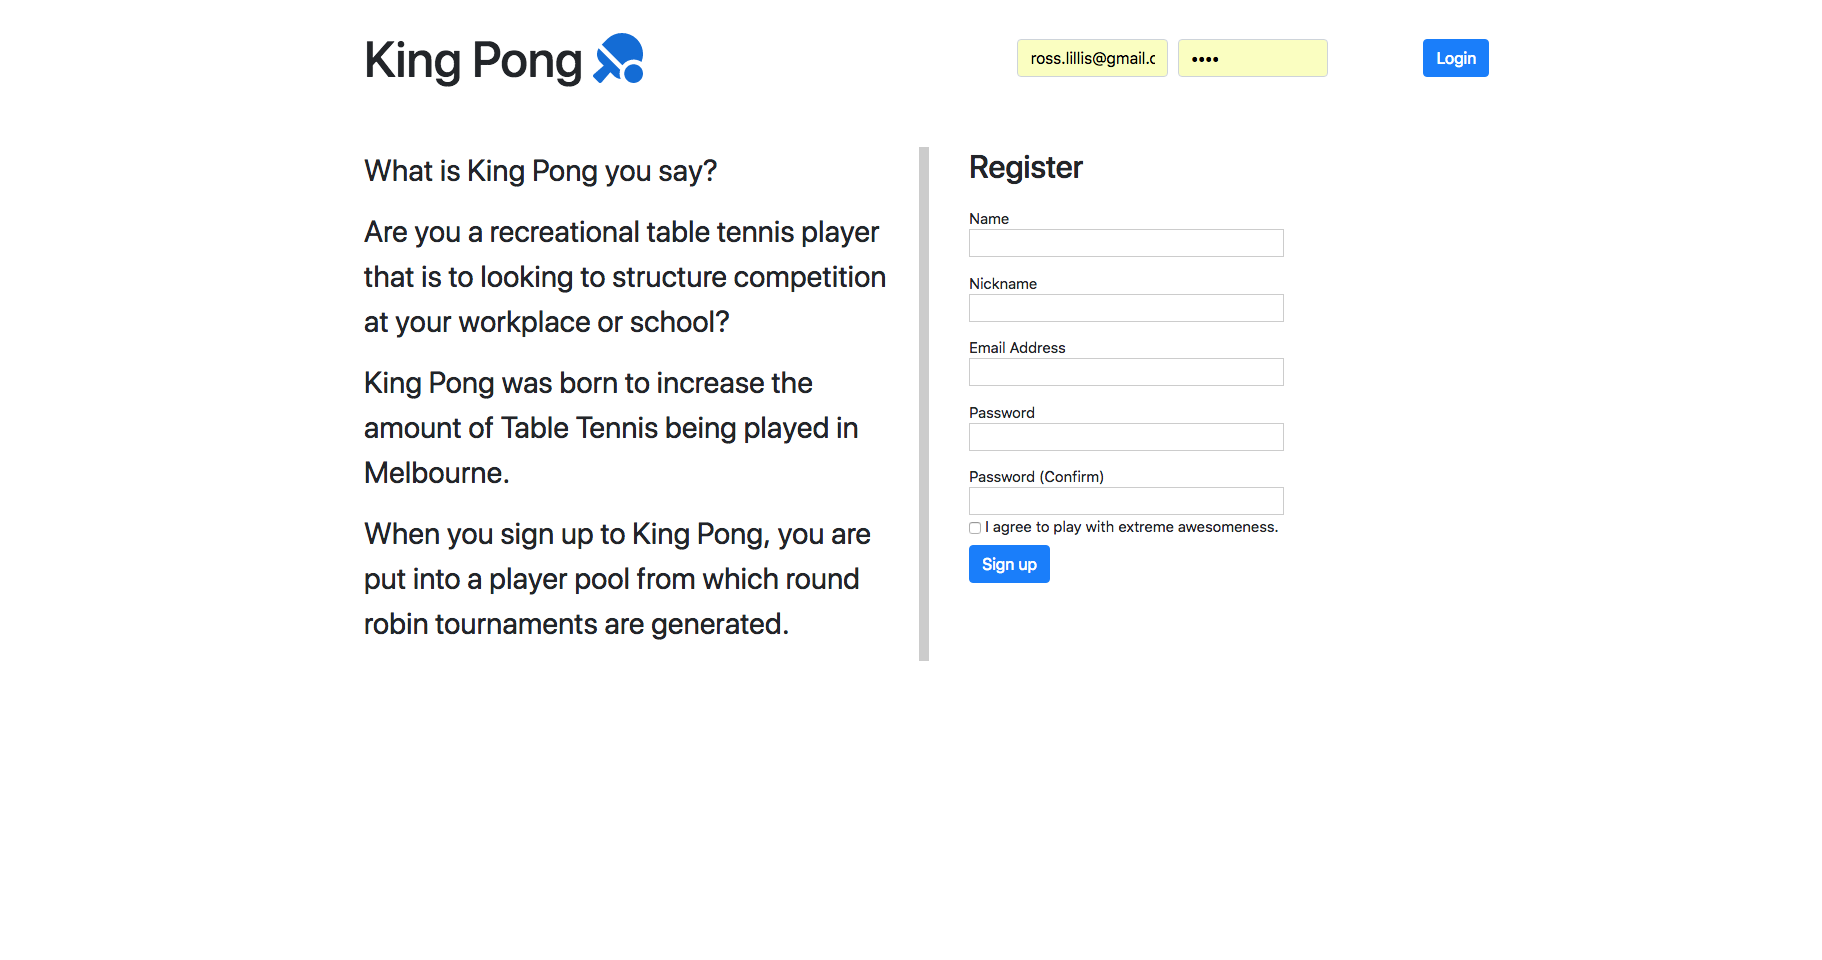 King Pong
ross.lillis@gmail.c
••••
Login
What is King Pong you say?
Are you a recreational table tennis player
that is to looking to structure competition
at your workplace or school?
King Pong was born to increase the
amount of Table Tennis being played in
Melbourne.
When you sign up to King Pong, you are
put into a player pool from which round
robin tournaments are generated.
Register
Name
Nickname
Email Address
Password
Password (Confirm)
I agree to play with extreme awesomeness.
Sign up